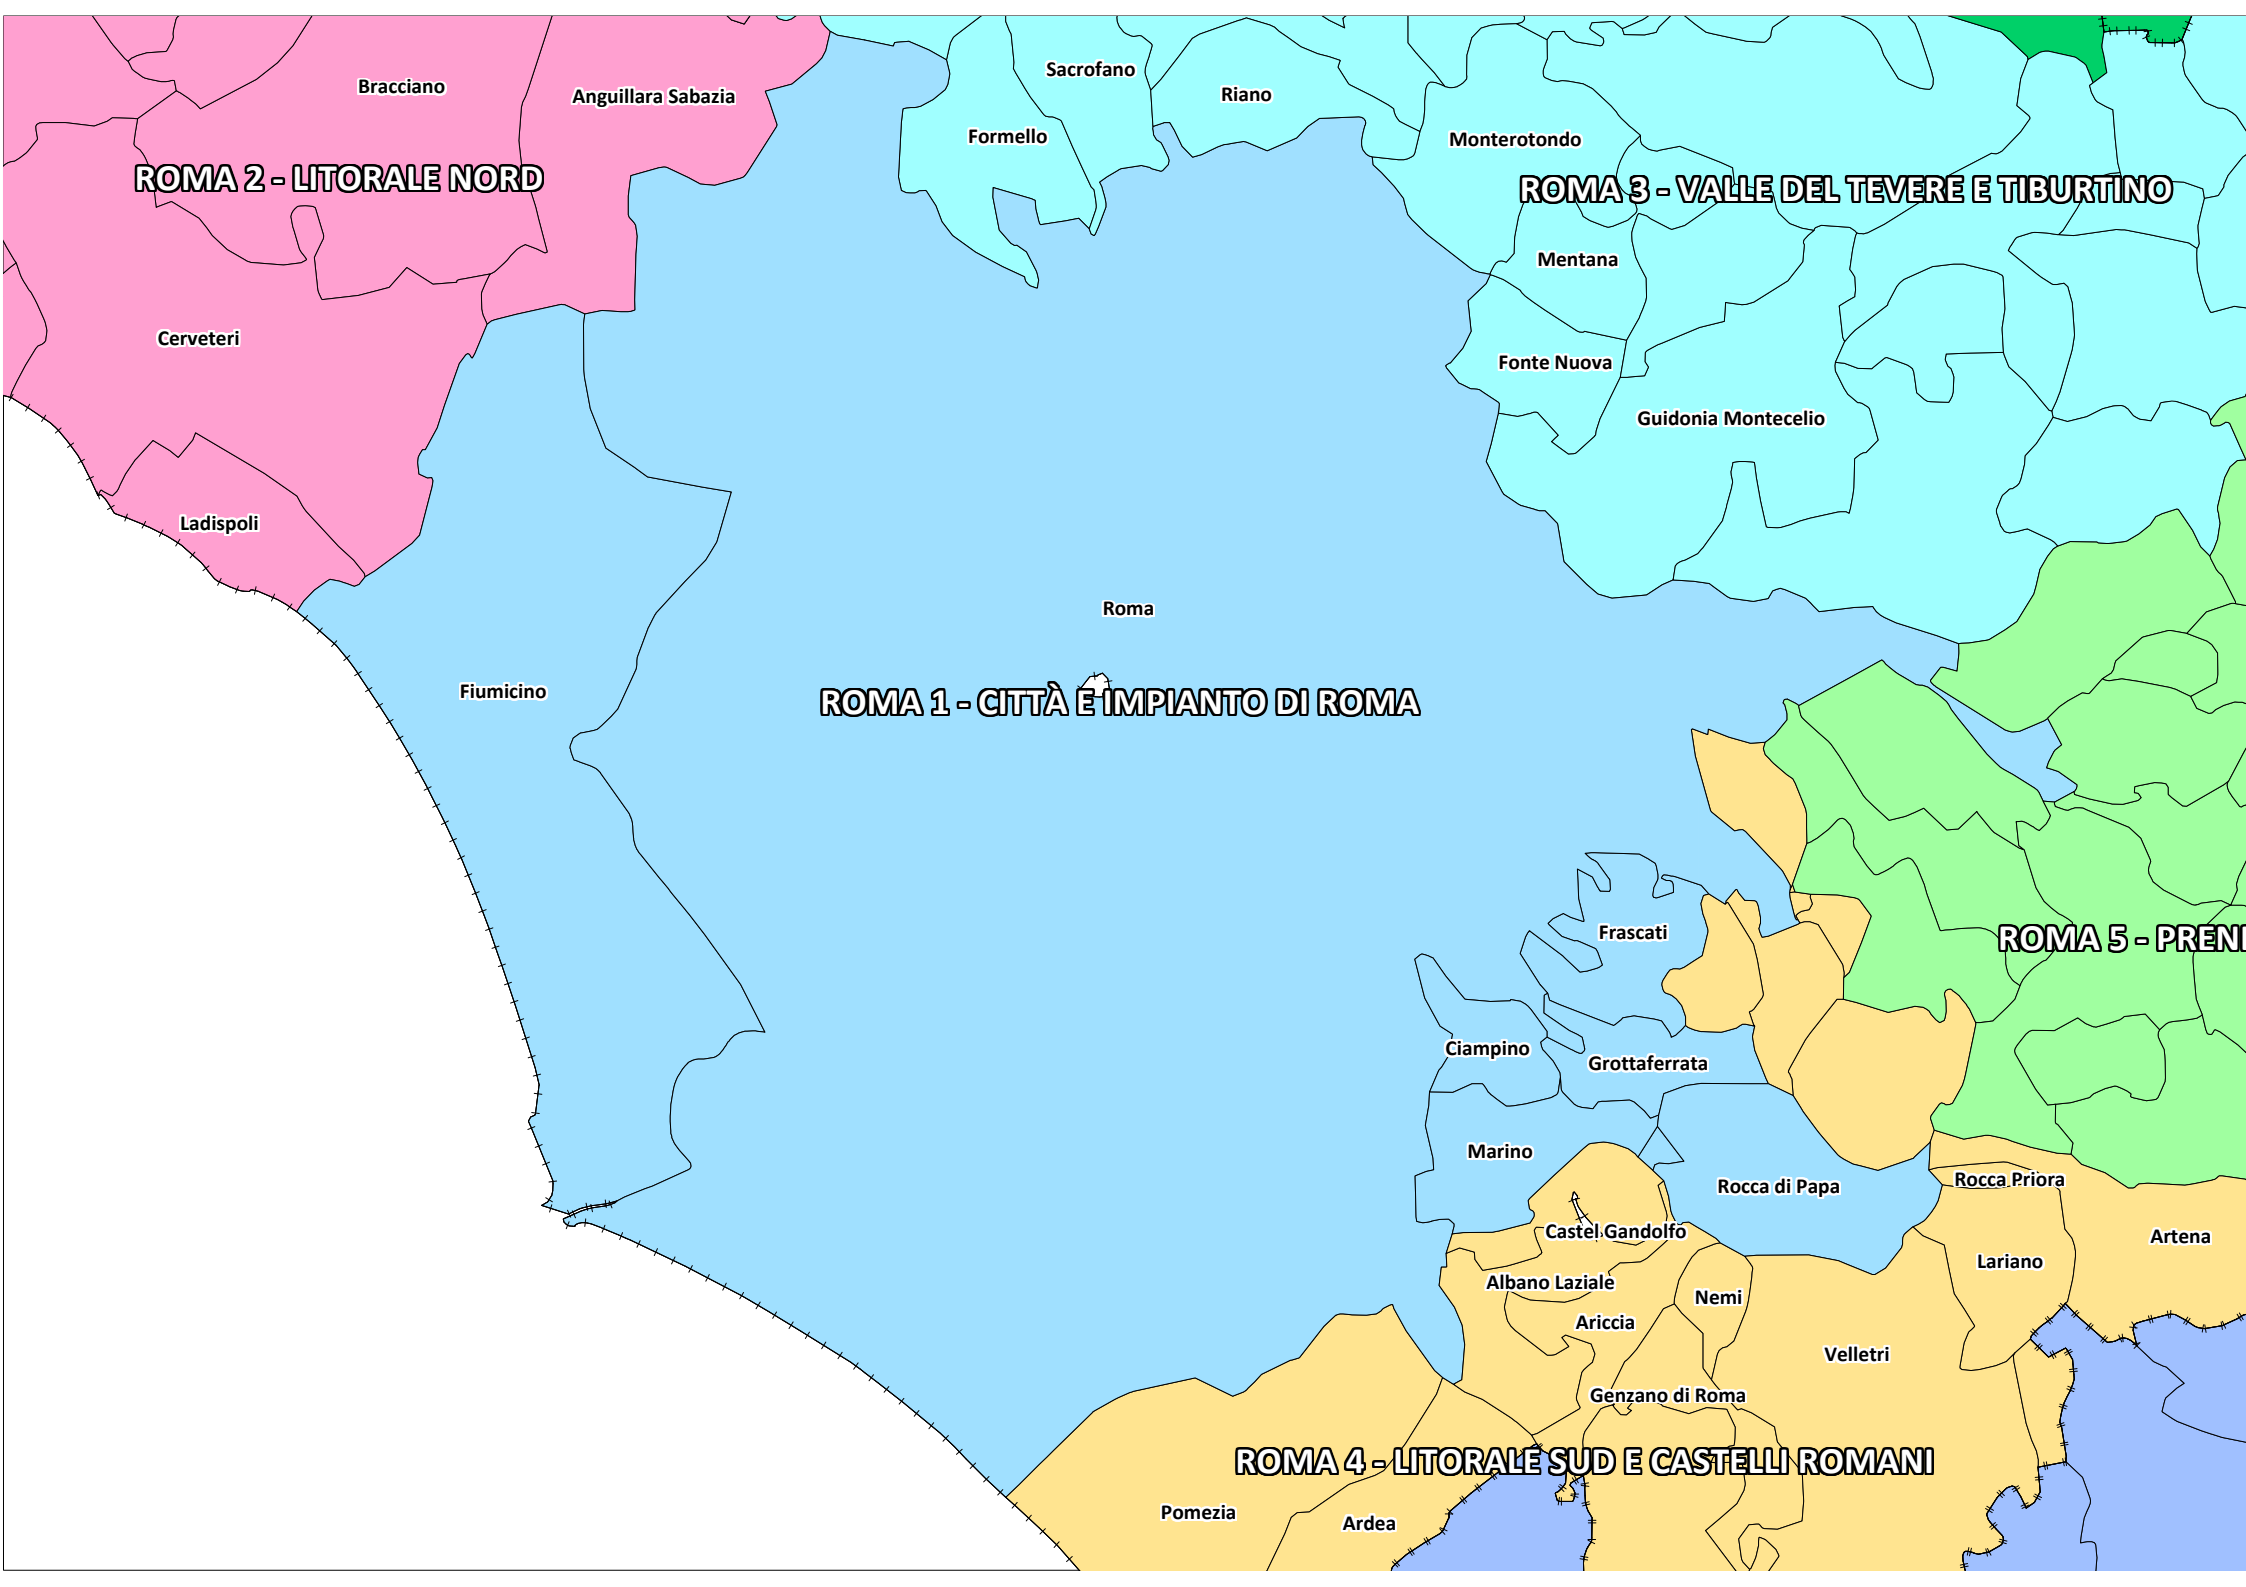 Sacrofano
Bracciano
Riano
Anguillara Sabazia
Formello
Monterotondo
ROMA 2 - LITORALE NORD
ROMA 3 - VALLE DEL TEVERE E TIBURTINO
Mentana
Cerveteri
Fonte Nuova
Guidonia Montecelio
Ladispoli
Roma
Fiumicino
ROMA 1 - CITTÀ E IMPIANTO DI ROMA
Frascati
ROMA 5 - PREN
Ciampino
Grottaferrata
Marino
Rocca Priora
Rocca di Papa
Castel Gandolfo
Artena
Lariano
Albano Laziale
Nemi
Ariccia
Velletri
Genzano di Roma
ROMA 4 - LITORALE SUD E CASTELLI ROMANI
Pomezia
Ardea